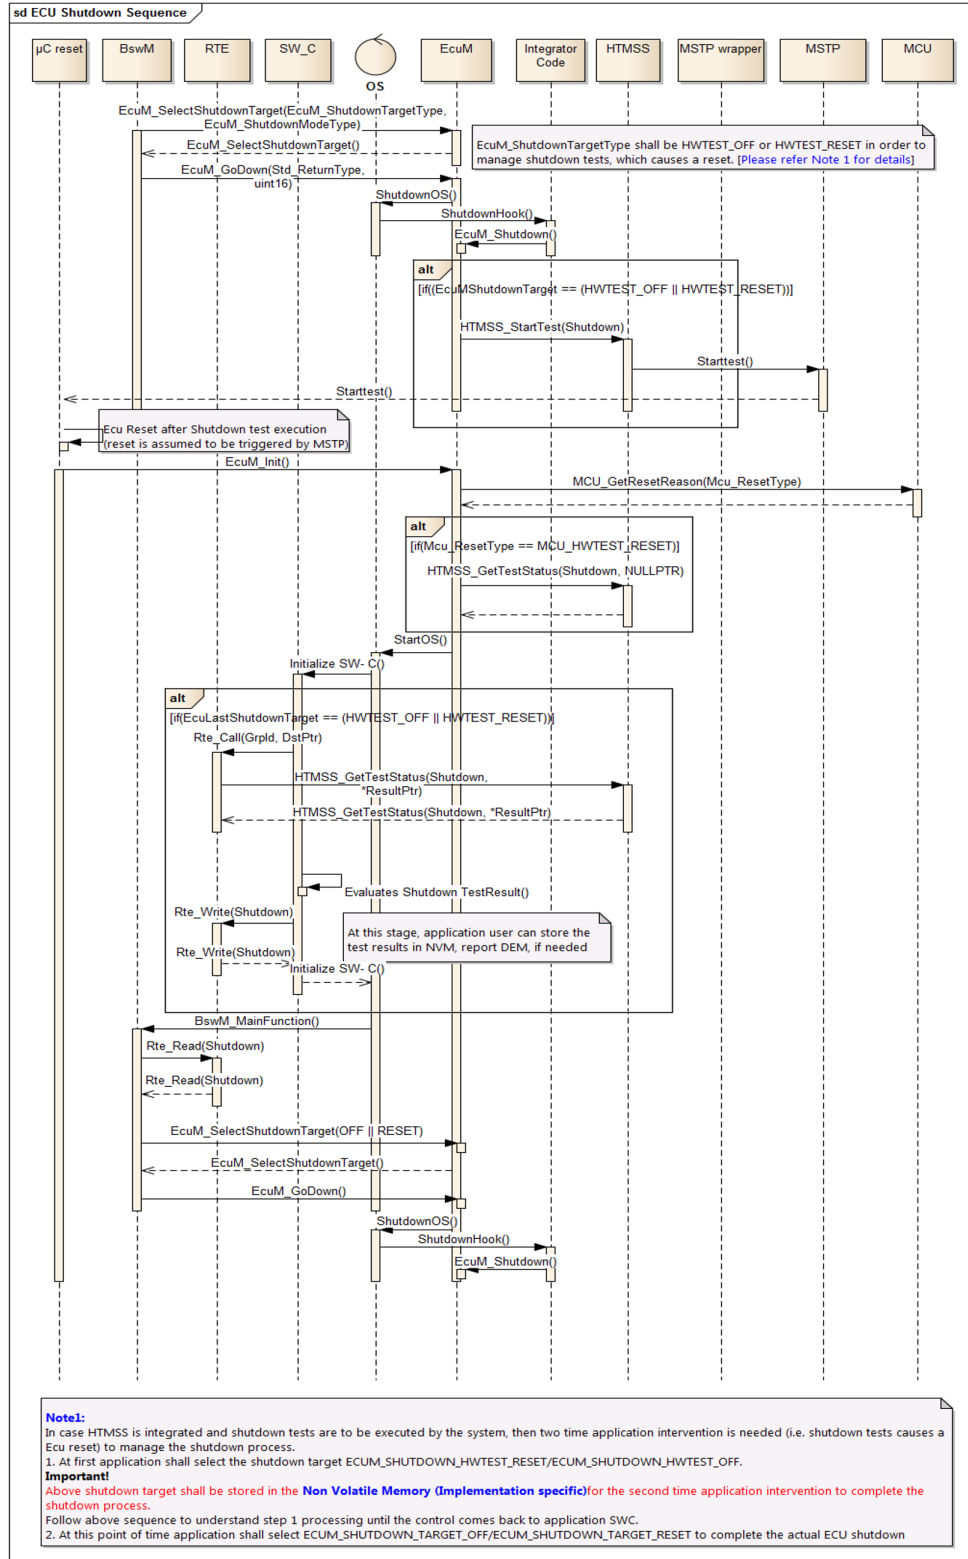 sd ECU Shutdown Sequence
µC reset
BswM
RTE
SW_C
OS
EcuM
Integrator
Code
HTMSS
MSTP wrapper
MSTP
MCU
EcuM_SelectShutdownTarget(EcuM_ShutdownTargetType,
EcuM_ShutdownModeType)
EcuM_ShutdownTargetType shall be HWTEST_OFF or HWTEST_RESET in order to
manage shutdown tests, which causes a reset. [Please refer Note 1 for details]
EcuM_SelectShutdownTarget()
EcuM_GoDown(Std_ReturnType,
uint16)
ShutdownOS()
ShutdownHook()
EcuM_Shutdown()
alt
[if((EcuMShutdownTarget == (HWTEST_OFF || HWTEST_RESET))]
HTMSS_StartTest(Shutdown)
Starttest()
Starttest()
Ecu Reset after Shutdown test execution
(reset is assumed to be triggered by MSTP)
EcuM_Init()
MCU_GetResetReason(Mcu_ResetType)
alt
[if(Mcu_ResetType == MCU_HWTEST_RESET)]
HTMSS_GetTestStatus(Shutdown, NULLPTR)
StartOS()
Initialize SW- C()
alt
[if(EcuLastShutdownTarget == (HWTEST_OFF || HWTEST_RESET))]
Rte_Call(GrpId, DstPtr)
HTMSS_GetTestStatus(Shutdown,
*ResultPtr)
HTMSS_GetTestStatus(Shutdown, *ResultPtr)
Evaluates Shutdown TestResult()
Rte_Write(Shutdown)
At this stage, application user can store the
test results in NVM, report DEM, if needed
Rte_Write(Shutdown)
Initialize SW- C()
BswM_MainFunction()
Rte_Read(Shutdown)
Rte_Read(Shutdown)
EcuM_SelectShutdownTarget(OFF || RESET)
EcuM_SelectShutdownTarget()
EcuM_GoDown()
ShutdownOS()
ShutdownHook()
EcuM_Shutdown()
Note1:
In case HTMSS is integrated and shutdown tests are to be executed by the system, then two time application intervention is needed (i.e. shutdown tests causes a
Ecu reset) to manage the shutdown process.
1. At first application shall select the shutdown target ECUM_SHUTDOWN_HWTEST_RESET/ECUM_SHUTDOWN_HWTEST_OFF.
Important!
Above shutdown target shall be stored in the Non Volatile Memory (Implementation specific)for the second time application intervention to complete the
shutdown process.
Follow above sequence to understand step 1 processing until the control comes back to application SWC.
2. At this point of time application shall select ECUM_SHUTDOWN_TARGET_OFF/ECUM_SHUTDOWN_TARGET_RESET to complete the actual ECU shutdown